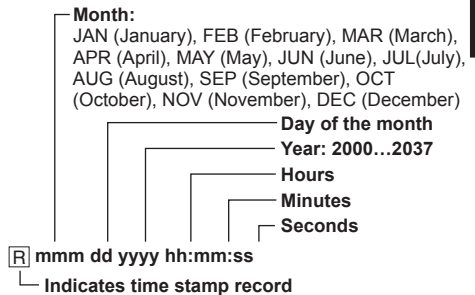 Month:
JAN (January), FEB (February), MAR (March),
APR (April), MAY (May), JUN (June), JUL(July),
AUG (August), SEP (September), OCT
(October), NOV (November), DEC (December)
Day of the month
Year: 2000…2037
Hours
Minutes
Seconds
R mmm dd yyyy hh:mm:ss
Indicates time stamp record